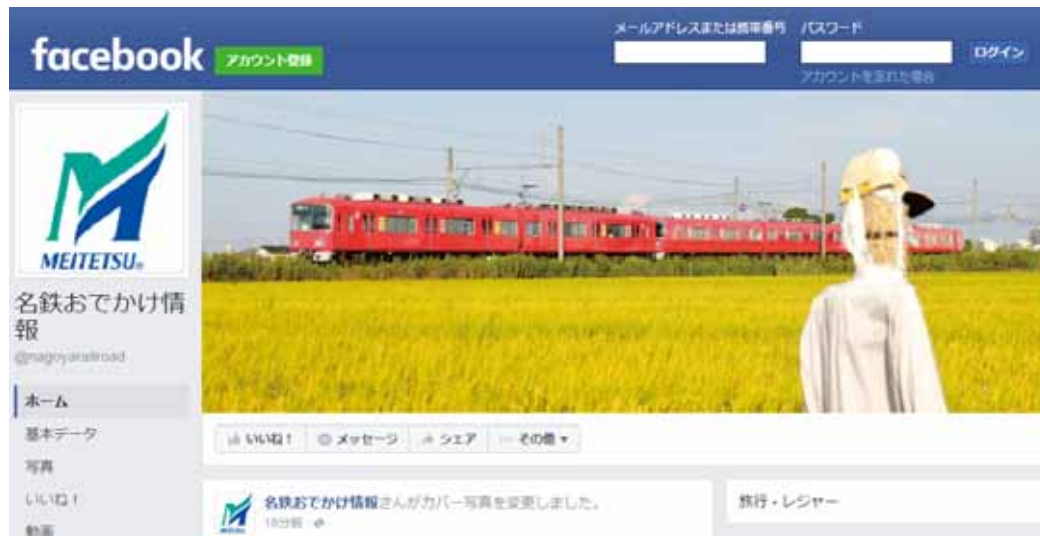 メールアドレスまたは携帯番号 パスワード
facebook アカウント登録
ログイン
アカウントを忘れた場合
MEITETSU
名鉄おでかけ情
報
@nagoyarailroad
ホーム
基本データ
写真
いいね！
動画
いいね！ メッセージ シェア その他
名鉄おでかけ情報さんがカバー写真を変更しました。
旅行・レジャー